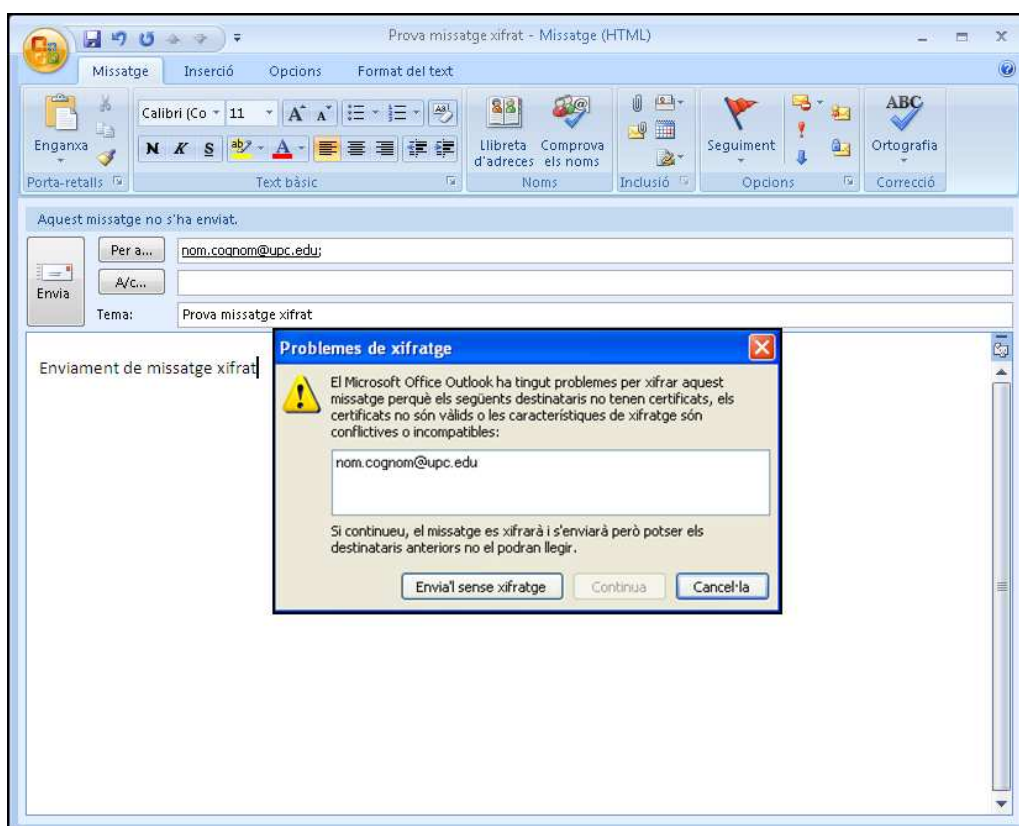 Prova missatge xifrat - Missatge (HTML)
Missatge Inserció Opcions Format del text
Enganxa
Porta-retalls
Calibri (Co 11 A A Aa
N K S ab A
Text bàsic
Llibreta d'adreces
Comprova els noms
Noms
Inclusió
Seguiment
Opcions
ABC
Ortografia
Correcció
Aquest missatge no s'ha enviat.
Envia
Per a... nom.cognom@upc.edu;
A/c...
Tema: Prova missatge xifrat
Enviament de missatge xifrat
Problemes de xifratge
El Microsoft Office Outlook ha tingut problemes per xifrar aquest
missatge perquè els següents destinataris no tenen certificats, els
certificats no són vàlids o les característiques de xifratge són
conflictives o incompatibles:
nom.cognom@upc.edu
Si continueu, el missatge es xifrarà i s'enviarà però potser els
destinataris anteriors no el podran llegir.
Envia'l sense xifratge Continua Cancel·la